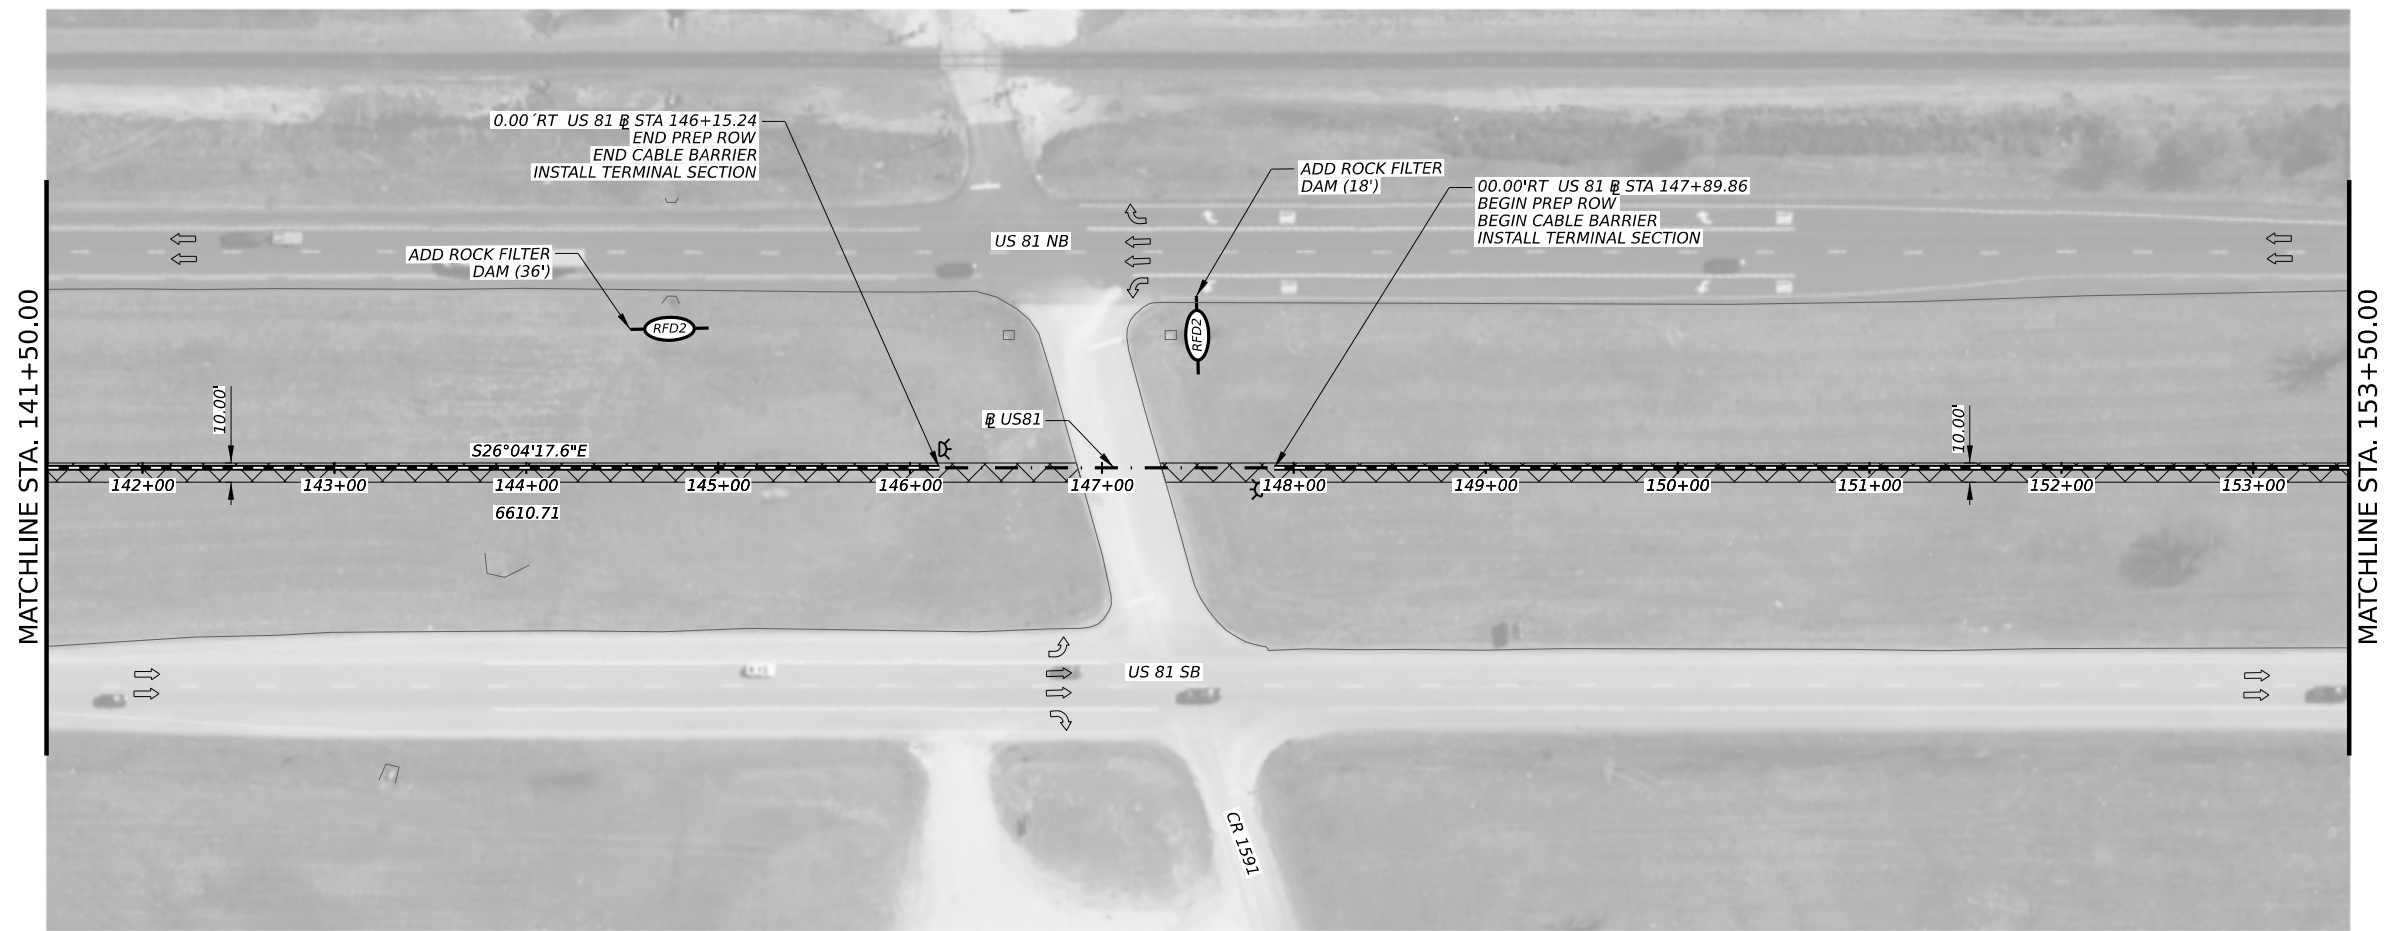 0.00´RT US 81 BL STA 146+15.24
END PREP ROW
END CABLE BARRIER
INSTALL TERMINAL SECTION
ADD ROCK FILTER
DAM (18')
00.00'RT US 81 BL STA 147+89.86
BEGIN PREP ROW
BEGIN CABLE BARRIER
INSTALL TERMINAL SECTION
US 81 NB
ADD ROCK FILTER
DAM (36')
RFD2
RFD2
MATCHLINE STA. 141+50.00
MATCHLINE STA. 153+50.00
10.00'
BL US81
10.00'
S26°04'17.6"E
142+00
143+00
144+00
145+00
146+00
147+00
148+00
149+00
150+00
151+00
152+00
153+00
6610.71
US 81 SB
CR 1591